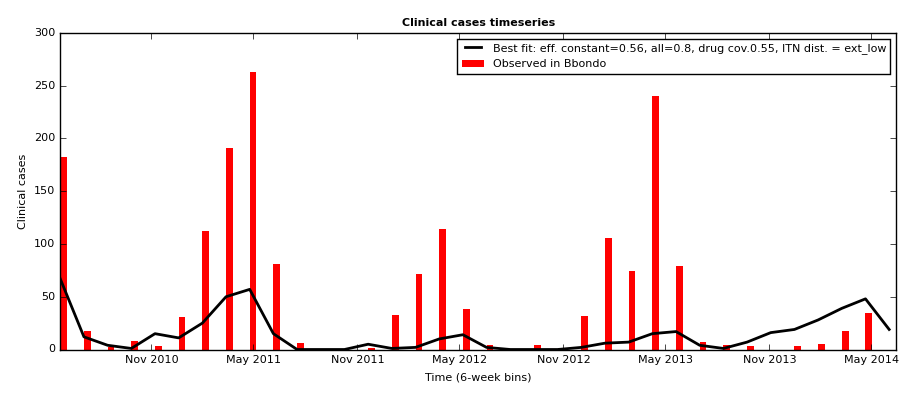 Clinical cases timeseries
Best fit: eff. constant=0.56, all=0.8, drug cov.0.55, ITN dist. = ext_low
Observed in Bbondo
Clinical cases
300
250
200
150
100
50
0
Nov 2010 May 2011 Nov 2011 May 2012 Nov 2012 May 2013 Nov 2013 May 2014
Time (6-week bins)